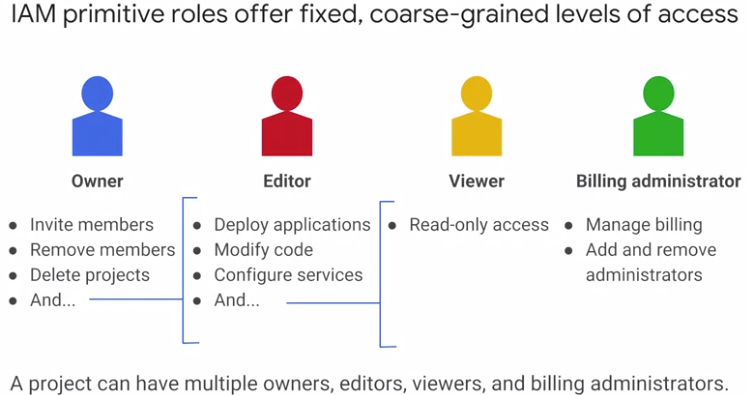 IAM primitive roles offer fixed, coarse-grained levels of access
Owner
• Invite members
• Remove members
• Delete projects
• And...
Editor
• Deploy applications
• Modify code
• Configure services
• And...
Viewer
• Read-only access
Billing administrator
• Manage billing
• Add and remove
administrators
A project can have multiple owners, editors, viewers, and billing administrators.